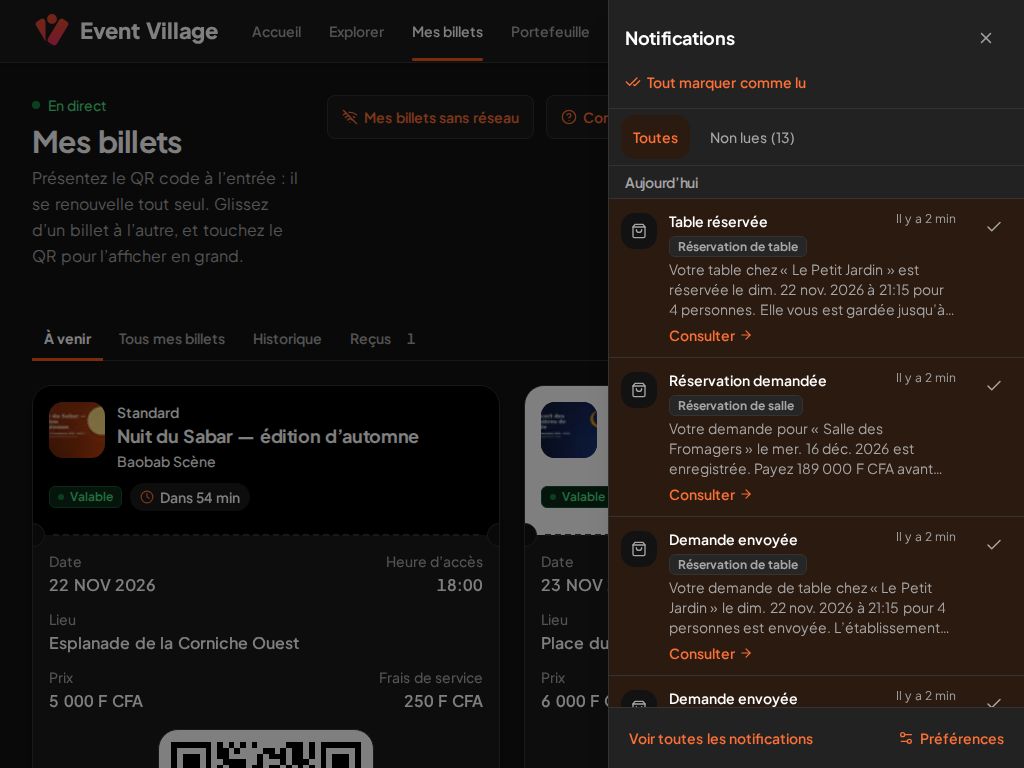 Event Village
Accueil
Explorer
Mes billets
Portefeuille
En direct
Mes billets
Présentez le QR code à l'entrée : il
se renouvelle tout seul. Glissez
d'un billet à l'autre, et touchez le
QR pour l'afficher en grand.
Mes billets sans réseau
À venir
Tous mes billets
Historique
Reçus 1
Standard
Nuit du Sabar — édition d'automne
Baobab Scène
Valable
Dans 54 min
Date
Heure d'accès
22 NOV 2026
18:00
Lieu
Esplanade de la Corniche Ouest
Prix
Frais de service
5 000 F CFA
250 F CFA
Valable
Date
23 NOV
Lieu
Place du
Prix
6 000 F
Notifications
Tout marquer comme lu
Toutes
Non lues (13)
Aujourd'hui
Table réservée
Il y a 2 min
Réservation de table
Votre table chez « Le Petit Jardin » est
réservée le dim. 22 nov. 2026 à 21:15 pour
4 personnes. Elle vous est gardée jusqu'à…
Consulter →
Réservation demandée
Il y a 2 min
Réservation de salle
Votre demande pour « Salle des
Fromagers » le mer. 16 déc. 2026 est
enregistrée. Payez 189 000 F CFA avant…
Consulter →
Demande envoyée
Il y a 2 min
Réservation de table
Votre demande de table chez « Le Petit
Jardin » le dim. 22 nov. 2026 à 21:15 pour 4
personnes est envoyée. L'établissement…
Consulter →
Demande envoyée
Il y a 2 min
Voir toutes les notifications
Préférences